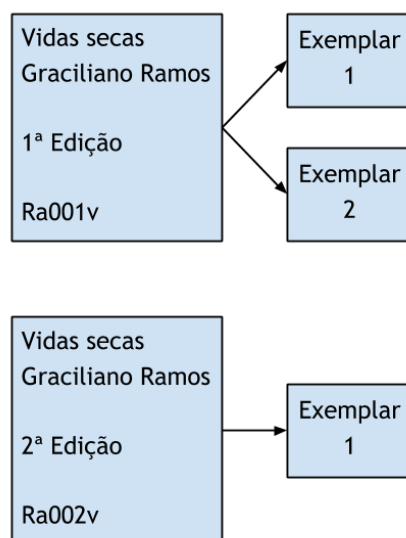 Vidas secas
Graciliano Ramos
1ª Edição
Ra001v
Exemplar
1
Exemplar
2
Vidas secas
Graciliano Ramos
2ª Edição
Ra002v
Exemplar
1